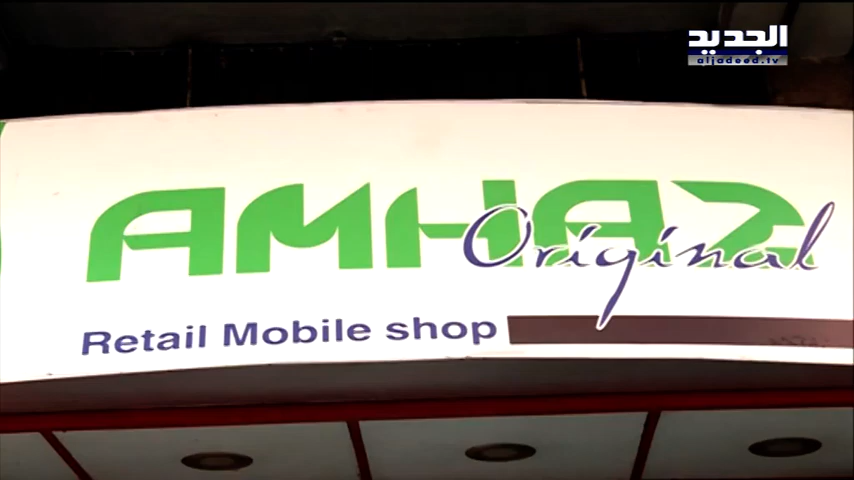 الجديد
aljadeed.tv
AMHAZ
Original
Retail Mobile shop